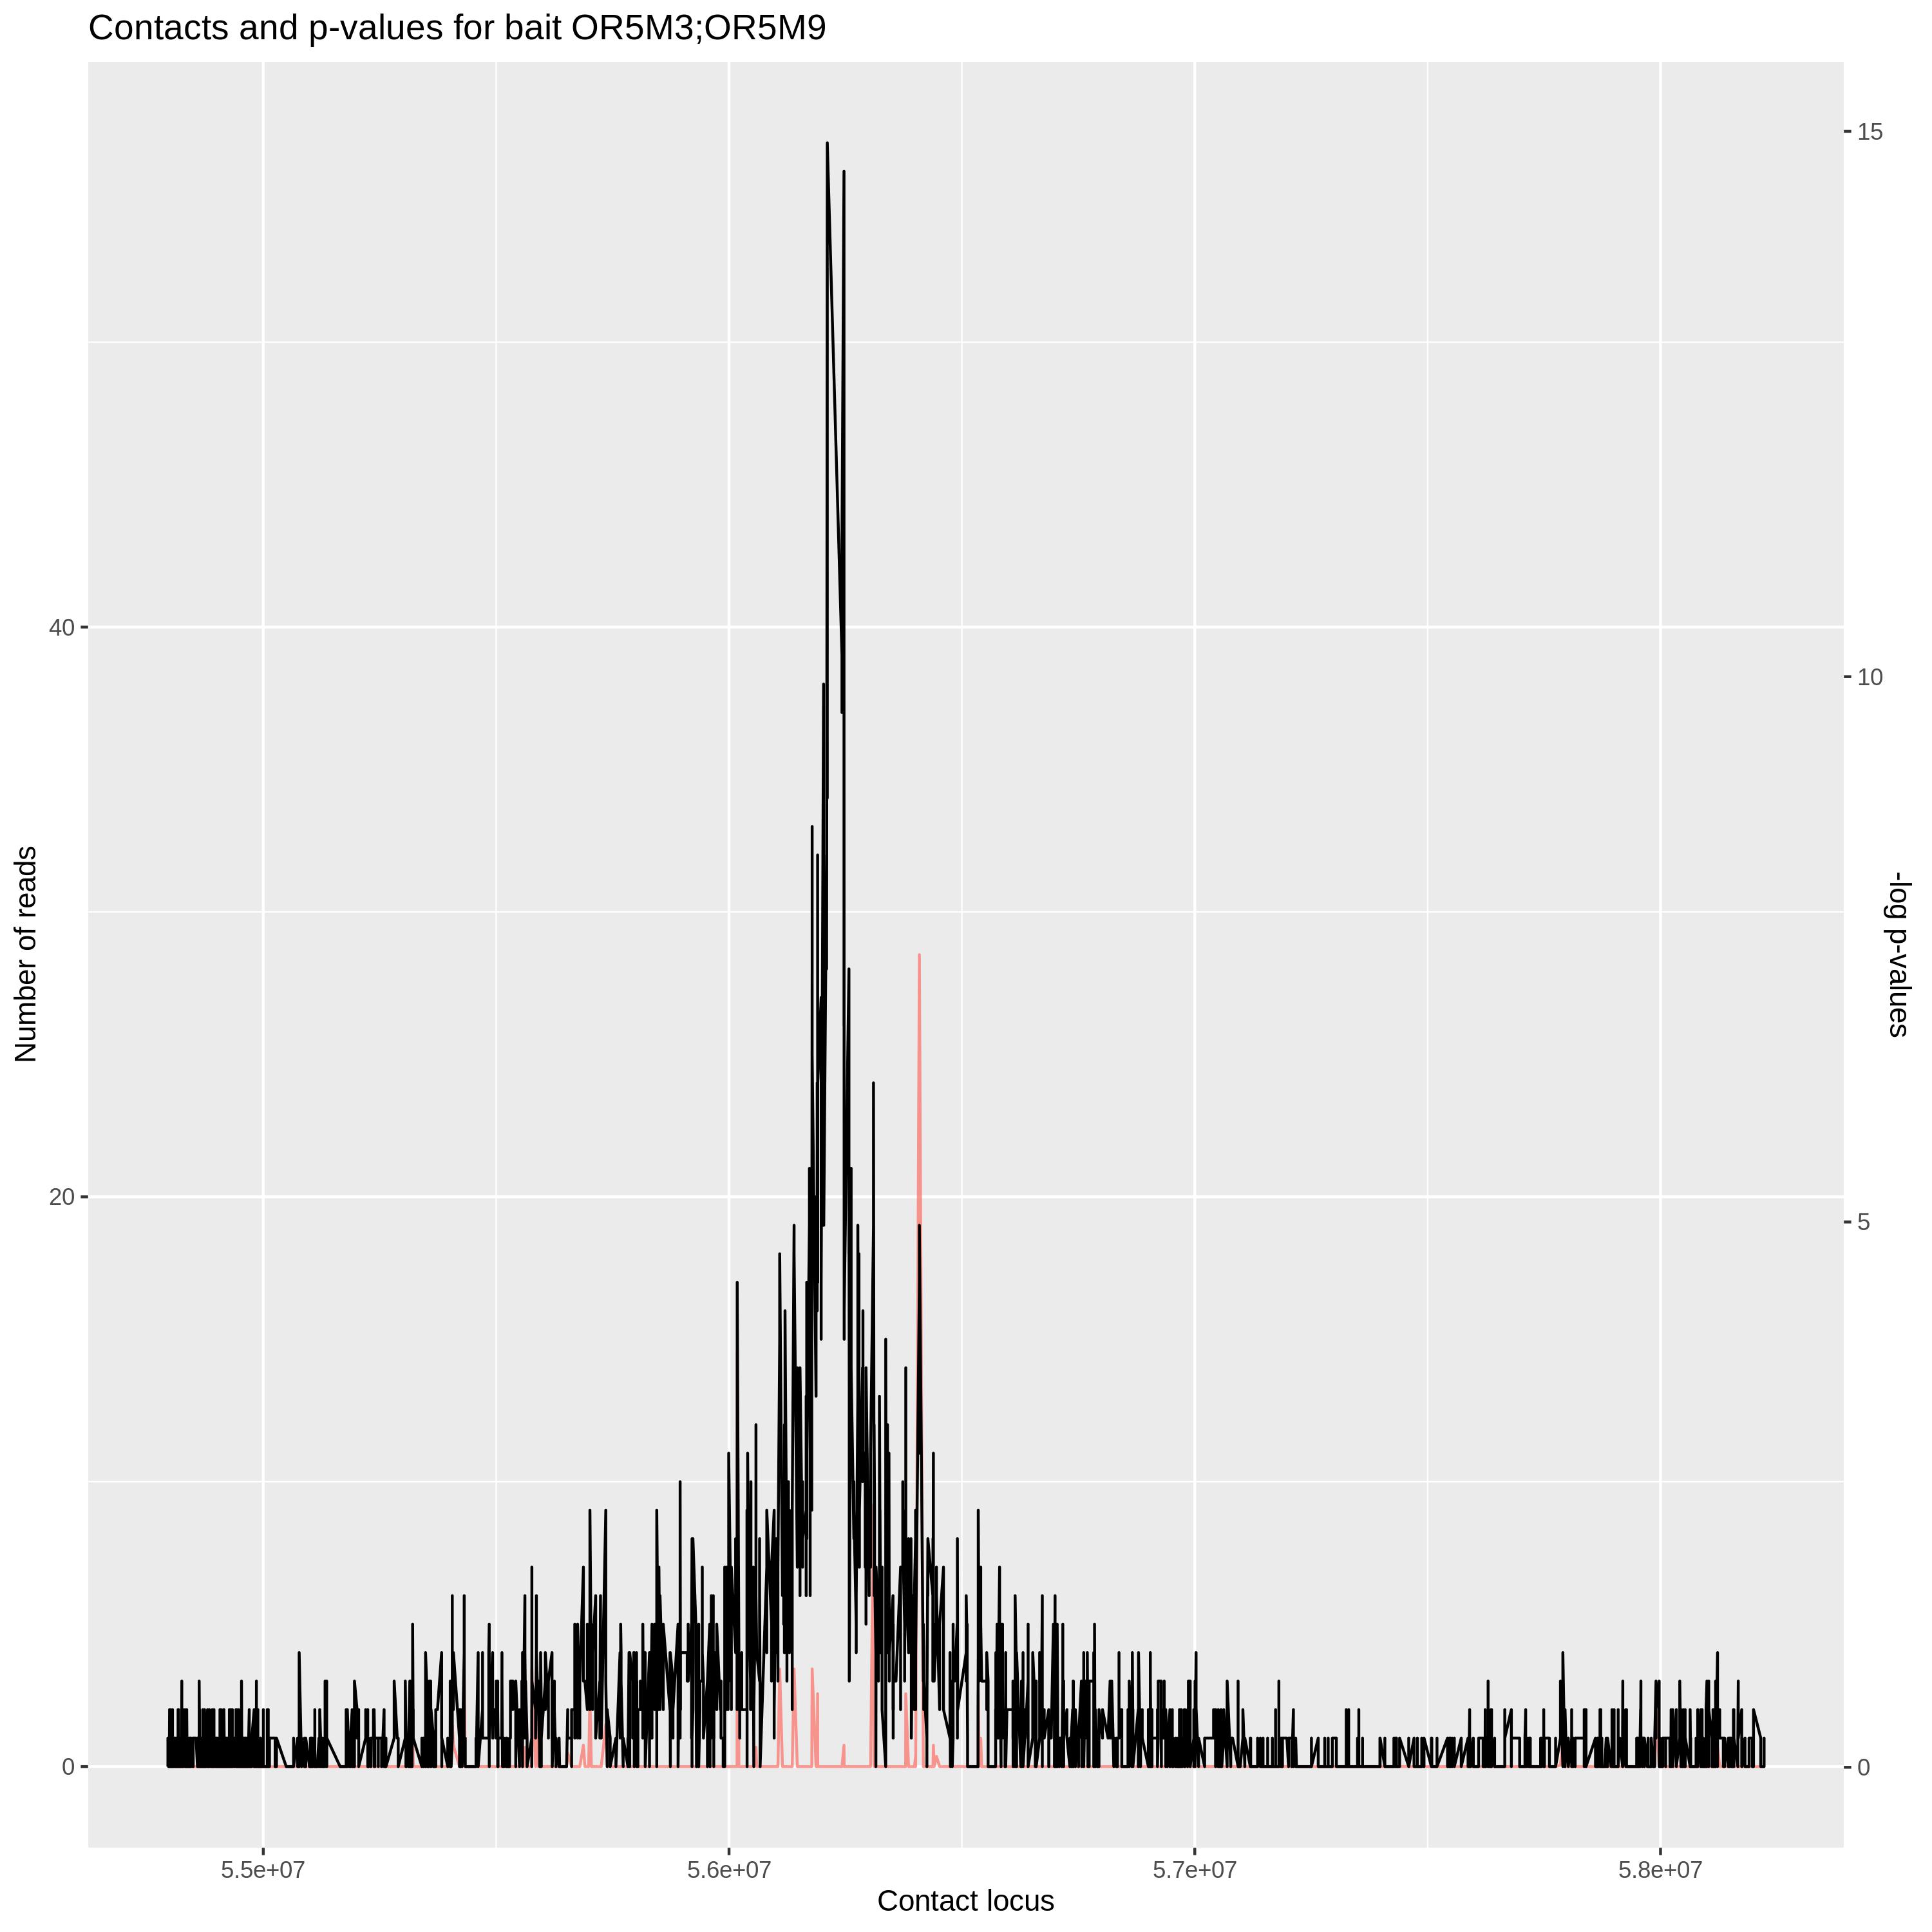 Contacts and p-values for bait OR5M3;OR5M9
15
40
10
Number of reads
-log p-values
20
5
0
0
5.5e+07
5.6e+07
5.7e+07
5.8e+07
Contact locus